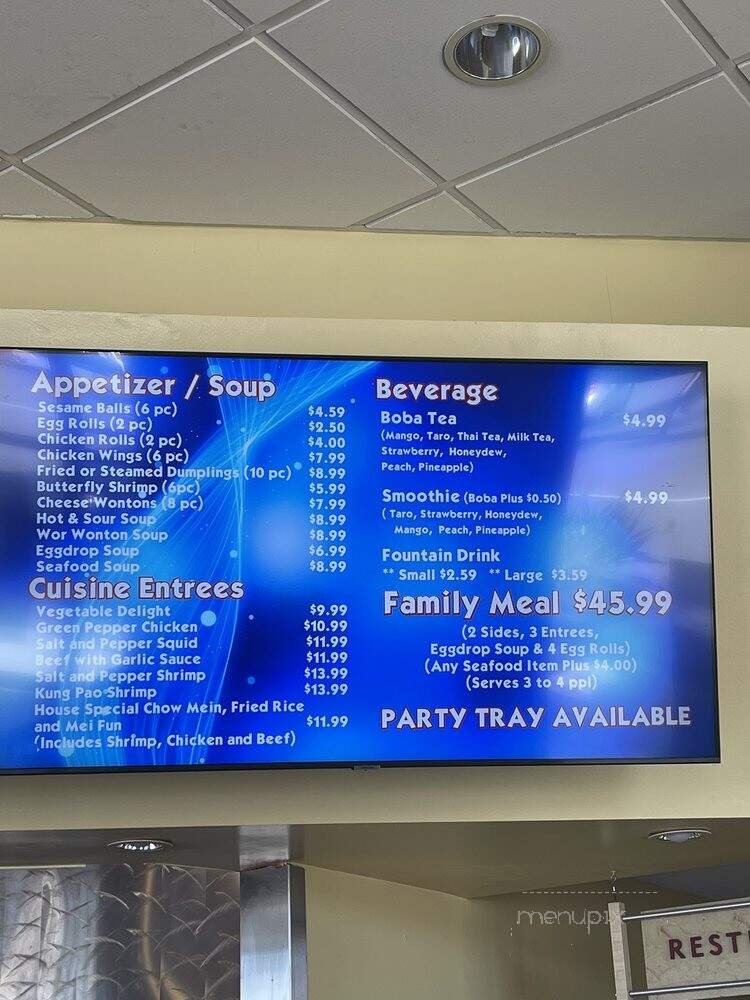 Appetizer / Soup
Sesame Balls (6 pc) $4.59
Egg Rolls (2 pc) $2.50
Chicken Rolls (2 pc) $4.00
Chicken Wings (6 pc) $7.99
Fried or Steamed Dumplings (10 pc) $8.99
Butterfly Shrimp (6pc) $5.99
Cheese Wontons (8 pc) $7.99
Hot & Sour Soup $8.99
Wor Wonton Soup $8.99
Eggdrop Soup $6.99
Seafood Soup $8.99
Cuisine Entrees
Vegetable Delight $9.99
Green Pepper Chicken $10.99
Salt and Pepper Squid $11.99
Beef with Garlic Sauce $11.99
Salt and Pepper Shrimp $13.99
Kung Pao Shrimp $13.99
House Special Chow Mein, Fried Rice
and Mei Fun $11.99
(Includes Shrimp, Chicken and Beef)
Beverage
Boba Tea $4.99
(Mango, Taro, Thai Tea, Milk Tea,
Strawberry, Honeydew,
Peach, Pineapple)
Smoothie (Boba Plus $0.50) $4.99
( Taro, Strawberry, Honeydew,
Mango, Peach, Pineapple)
Fountain Drink
** Small $2.59 ** Large $3.59
Family Meal $45.99
(2 Sides, 3 Entrees,
Eggdrop Soup & 4 Egg Rolls)
(Any Seafood Item Plus $4.00)
(Serves 3 to 4 ppl)
PARTY TRAY AVAILABLE
menupix
REST